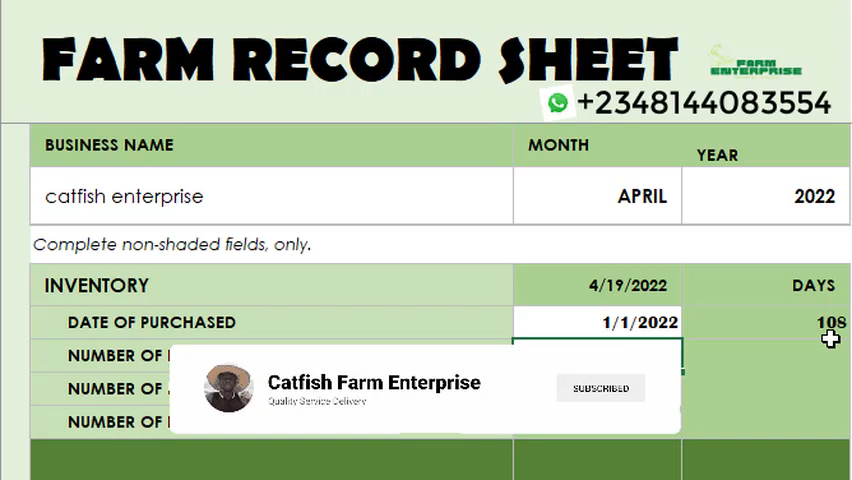 FARM RECORD SHEET
FARM
ENTERPRISE
+2348144083554
BUSINESS NAME MONTH YEAR
catfish enterprise APRIL 2022
Complete non-shaded fields, only.
INVENTORY 4/19/2022 DAYS
DATE OF PURCHASED 1/1/2022 108
NUMBER OF
NUMBER OF
NUMBER OF
Catfish Farm Enterprise
Quality Service Delivery
SUBSCRIBED